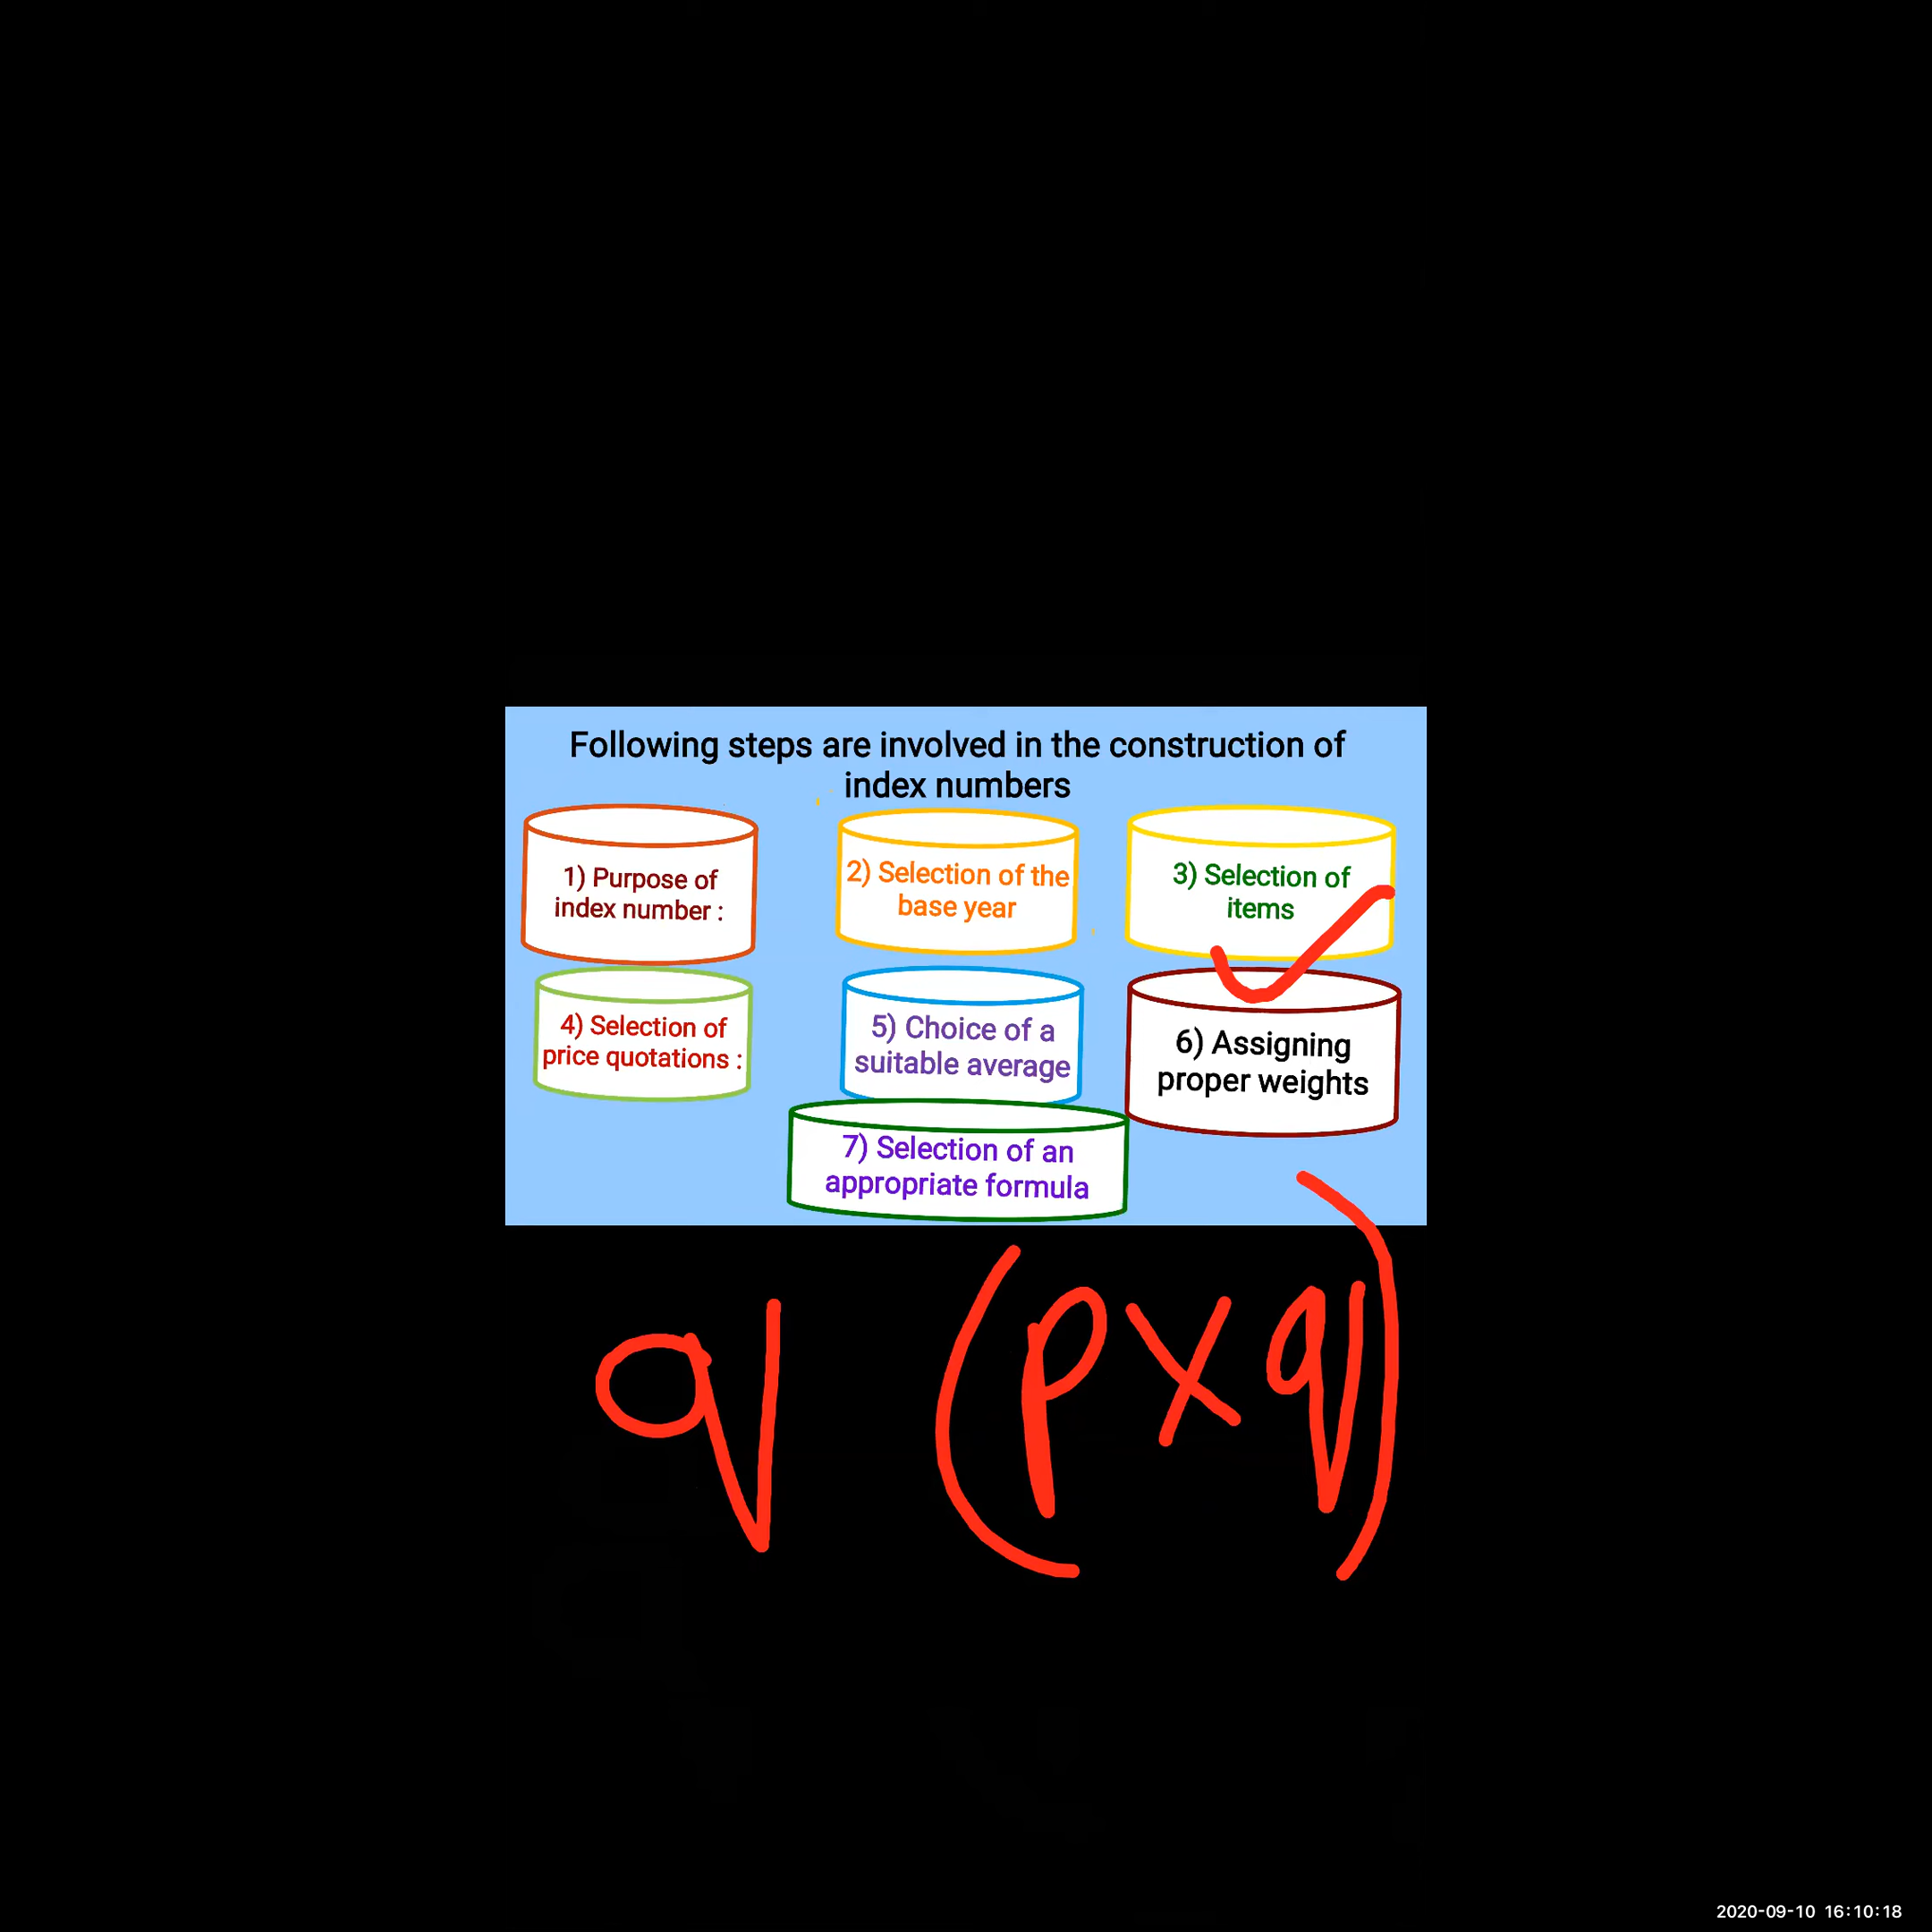 Following steps are involved in the construction of
index numbers
1) Purpose of
index number :
2) Selection of the
base year
3) Selection of
items
4) Selection of
price quotations :
5) Choice of a
suitable average
6) Assigning
proper weights
7) Selection of an
appropriate formula
q (p x q)
2020-09-10 16:10:18